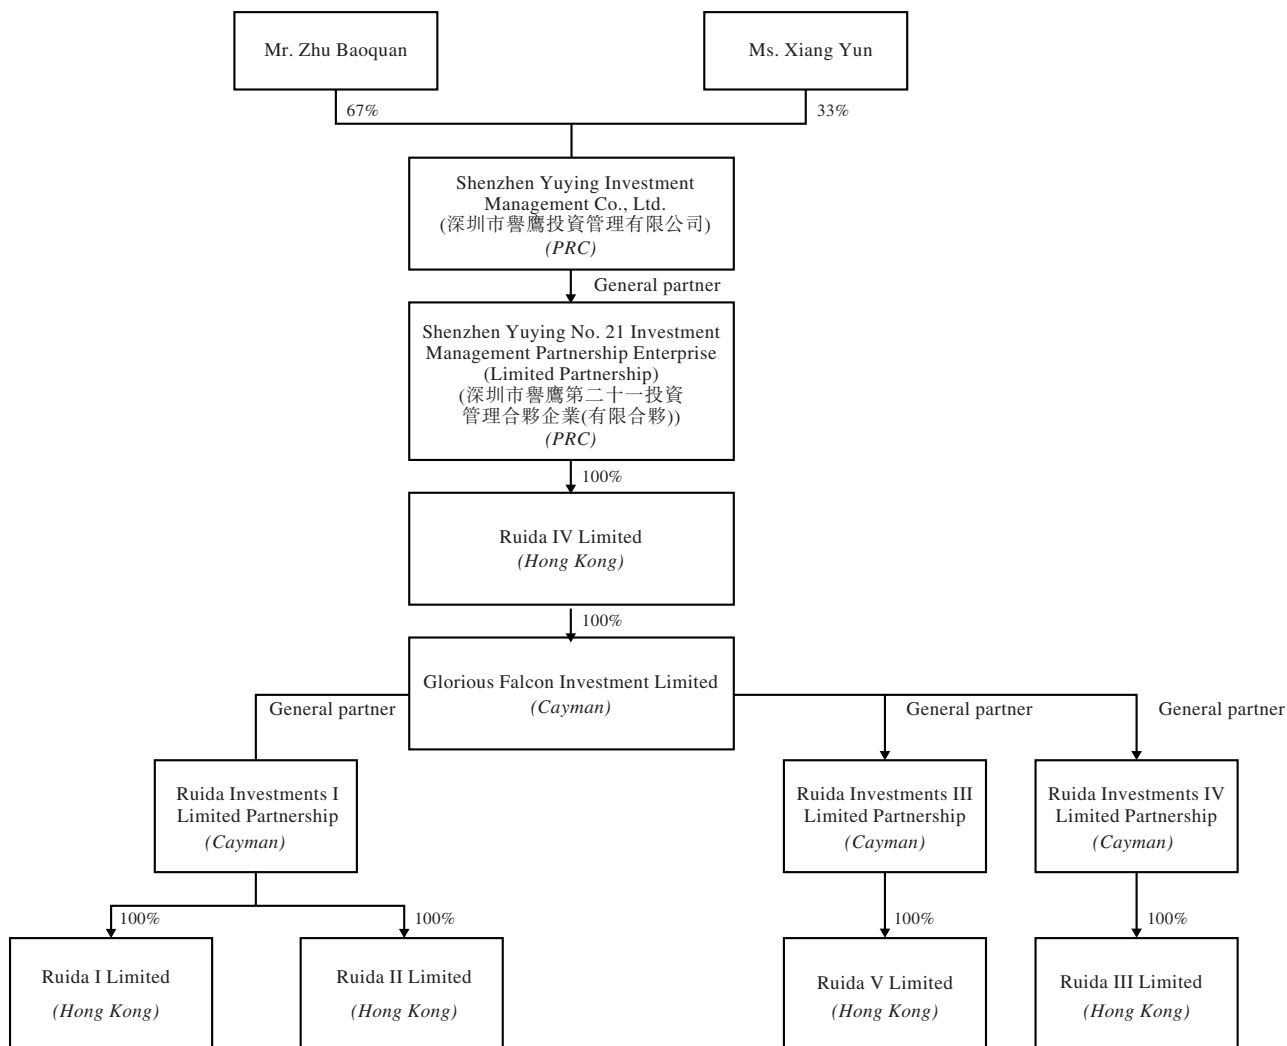 Mr. Zhu Baoquan
Ms. Xiang Yun
67%
33%
Shenzhen Yuying Investment
Management Co., Ltd.
(深圳市譽鷹投資管理有限公司)
(PRC)
General partner
Shenzhen Yuying No. 21 Investment
Management Partnership Enterprise
(Limited Partnership)
(深圳市譽鷹第二十一投資
管理合夥企業(有限合夥))
(PRC)
100%
Ruida IV Limited
(Hong Kong)
100%
Glorious Falcon Investment Limited
(Cayman)
General partner
General partner
General partner
Ruida Investments I
Limited Partnership
(Cayman)
Ruida Investments III
Limited Partnership
(Cayman)
Ruida Investments IV
Limited Partnership
(Cayman)
100%
100%
100%
100%
Ruida I Limited
(Hong Kong)
Ruida II Limited
(Hong Kong)
Ruida V Limited
(Hong Kong)
Ruida III Limited
(Hong Kong)